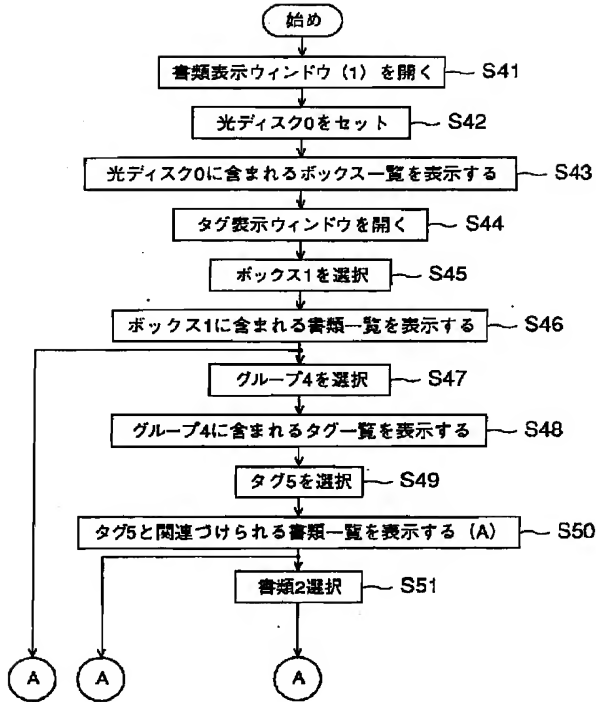 始め
書類表示ウィンドウ (1) を開く S41
光ディスク0をセット S42
光ディスク0に含まれるボックス一覧を表示する S43
タグ表示ウィンドウを開く S44
ボックス1を選択 S45
ボックス1に含まれる書類一覧を表示する S46
グループ4を選択 S47
グループ4に含まれるタグ一覧を表示する S48
タグ5を選択 S49
タグ5と関連づけられる書類一覧を表示する (A) S50
書類2選択 S51
A A A